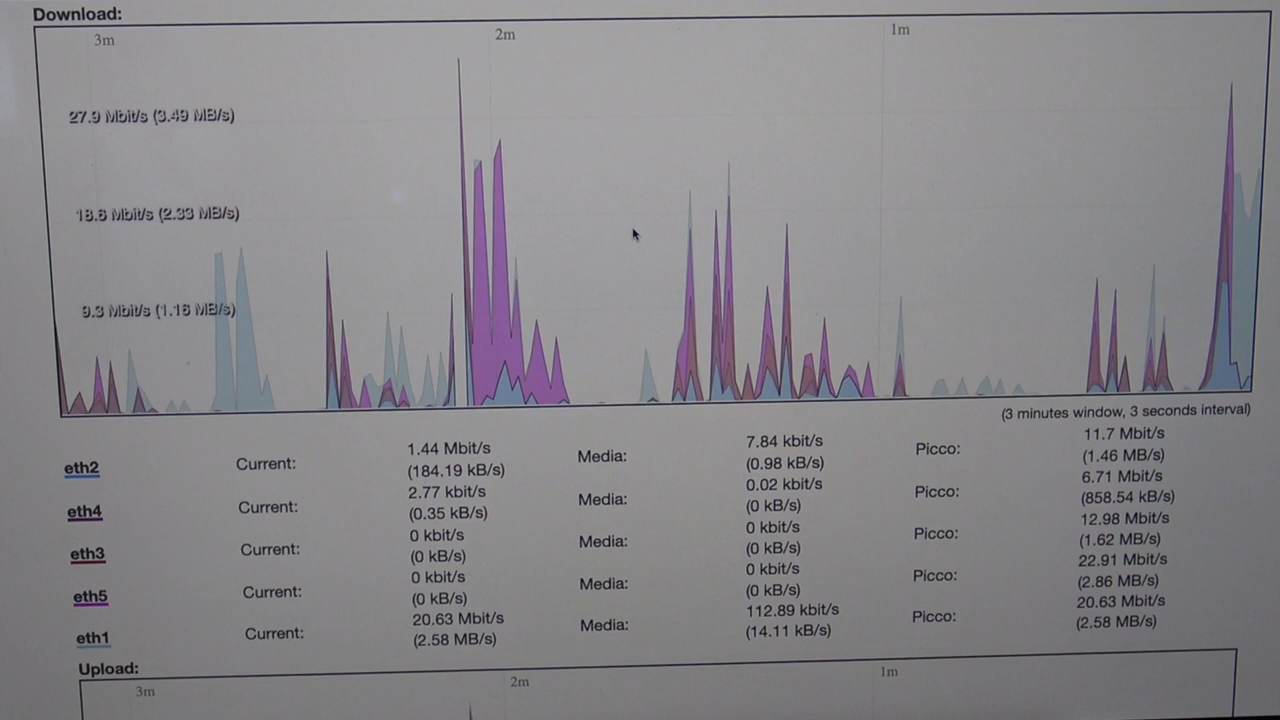 Download:
3m 2m 1m
27.9 Mbit/s (3.49 MB/s)
18.6 Mbit/s (2.33 MB/s)
9.3 Mbit/s (1.16 MB/s)
(3 minutes window, 3 seconds interval)
eth2 Current: 1.44 Mbit/s (184.19 kB/s) Media: 7.84 kbit/s (0.98 kB/s) Picco: 11.7 Mbit/s (1.46 MB/s)
eth4 Current: 2.77 kbit/s (0.35 kB/s) Media: 0.02 kbit/s (0 kB/s) Picco: 6.71 Mbit/s (858.54 kB/s)
eth3 Current: 0 kbit/s (0 kB/s) Media: 0 kbit/s (0 kB/s) Picco: 12.98 Mbit/s (1.62 MB/s)
eth5 Current: 0 kbit/s (0 kB/s) Media: 0 kbit/s (0 kB/s) Picco: 22.91 Mbit/s (2.86 MB/s)
eth1 Current: 20.63 Mbit/s (2.58 MB/s) Media: 112.89 kbit/s (14.11 kB/s) Picco: 20.63 Mbit/s (2.58 MB/s)
Upload:
3m 2m 1m